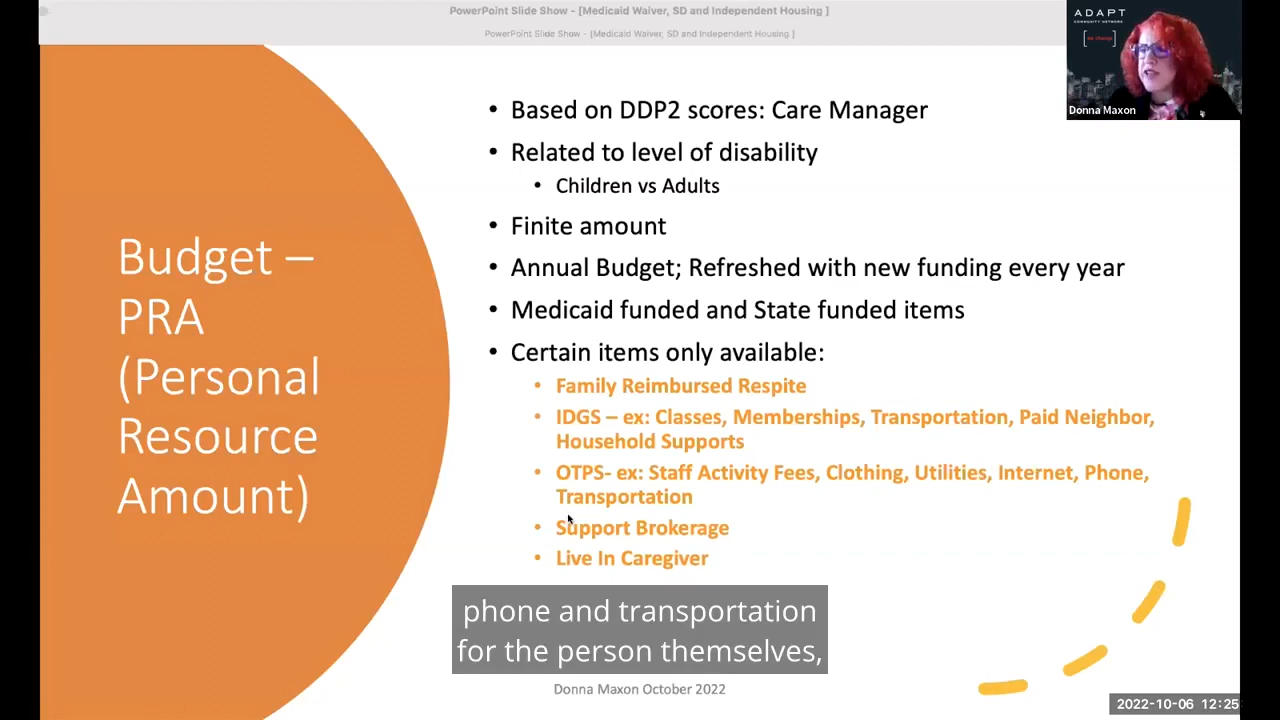 PowerPoint Slide Show - [Medicaid Waiver, SD and Independent Housing ]
PowerPoint Slide Show - [Medicaid Waiver, SD and Independent Housing ]
ADAPT
COMMUNITY NETWORK
Donna Maxon
Budget –
PRA
(Personal
Resource
Amount)
• Based on DDP2 scores: Care Manager
• Related to level of disability
• Children vs Adults
• Finite amount
• Annual Budget; Refreshed with new funding every year
• Medicaid funded and State funded items
• Certain items only available:
• Family Reimbursed Respite
• IDGS – ex: Classes, Memberships, Transportation, Paid Neighbor,
Household Supports
• OTPS- ex: Staff Activity Fees, Clothing, Utilities, Internet, Phone,
Transportation
• Support Brokerage
• Live In Caregiver
phone and transportation
for the person themselves,
Donna Maxon October 2022
2022-10-06 12:25